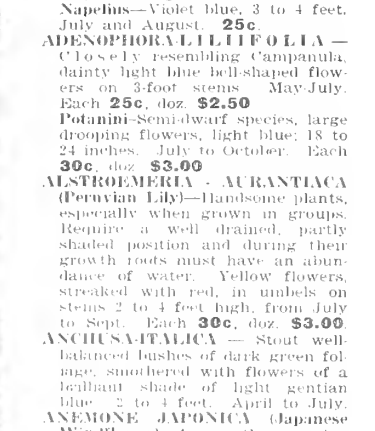 Napellus—Violet blue, 3 to 4 feet.
July and August. 25c.
ADENOPHORA-LILIIFOLIA —
Closely resembling Campanula,
dainty light blue bell-shaped flow-
ers on 3-foot stems May-July.
Each 25c, doz. $2.50
Potanini—Semi-dwarf species, large
drooping flowers, light blue; 18 to
24 inches. July to October. Each
30c, doz $3.00
ALSTROEMERIA - AURANTIACA
(Peruvian Lily)—Handsome plants,
especially when grown in groups.
Require a well drained, partly
shaded position and during their
growth roots must have an abun-
dance of water. Yellow flowers,
streaked with red, in umbels on
stems 2 to 4 feet high, from July
to Sept. Each 30c, doz. $3.00.
ANCHUSA-ITALICA — Stout well-
balanced bushes of dark green fol-
iage, smothered with flowers of a
brilliant shade of light gentian
blue 2 to 4 feet. April to July.
ANEMONE JAPONICA (Japanese